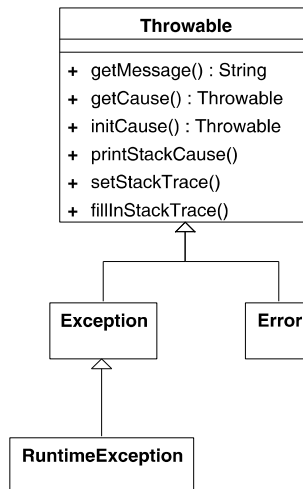 Throwable
+ getMessage() : String
+ getCause() : Throwable
+ initCause() : Throwable
+ printStackCause()
+ setStackTrace()
+ fillInStackTrace()
Exception
Error
RuntimeException